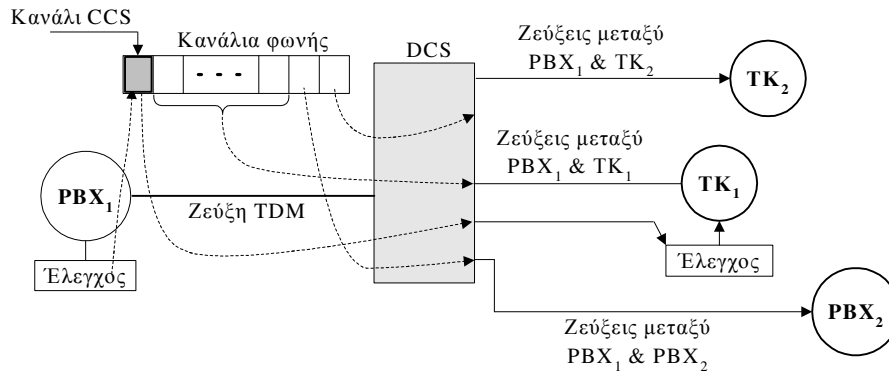 Κανάλι CCS
Κανάλια φωνής
- - -
DCS
Ζεύξεις μεταξύ
PBX₁ & TK₂
TK₂
Ζεύξεις μεταξύ
PBX₁ & TK₁
TK₁
PBX₁
Ζεύξη TDM
Έλεγχος
Έλεγχος
Ζεύξεις μεταξύ
PBX₁ & PBX₂
PBX₂